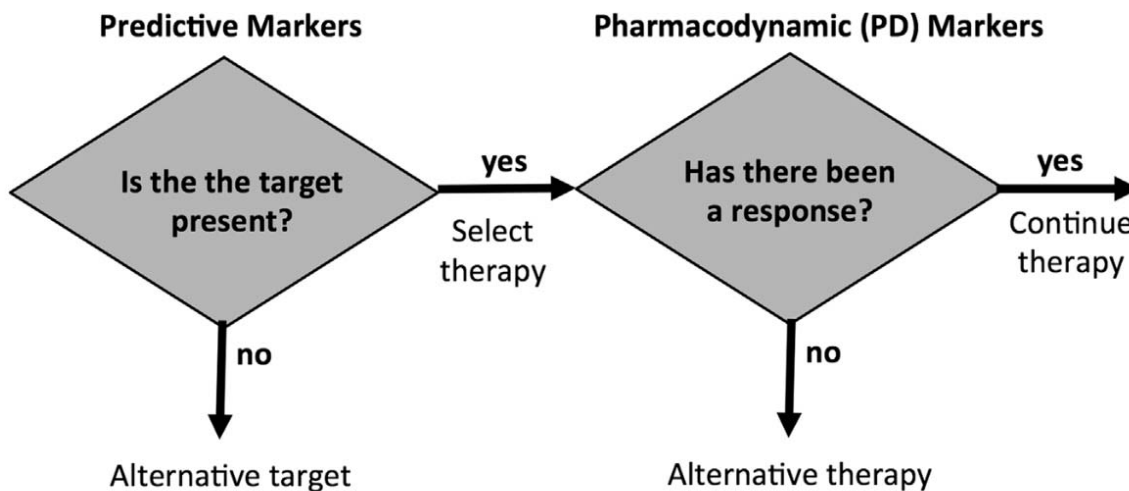 Predictive Markers
Pharmacodynamic (PD) Markers
Is the the target
present?
yes
Select
therapy
Has there been
a response?
yes
Continue
therapy
no
no
Alternative target
Alternative therapy